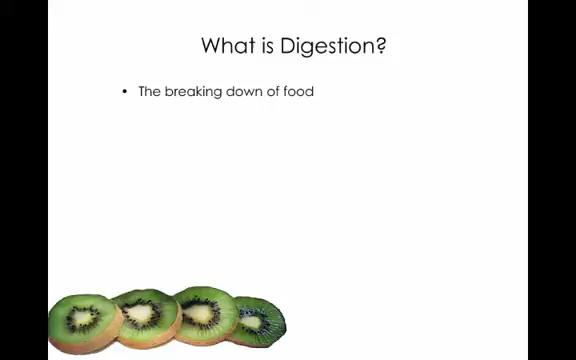 What is Digestion?
• The breaking down of food